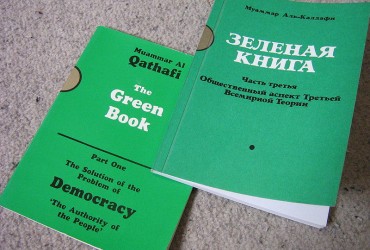 Muammar Al
Qathafi
The
Green
Book
Part One
The Solution of the
Problem of
Democracy
'The Authority of
the People'
Муаммар Аль-Каддафи
ЗЕЛЕНАЯ
КНИГА
Часть третья
Общественный аспект Третьей
Всемирной Теории